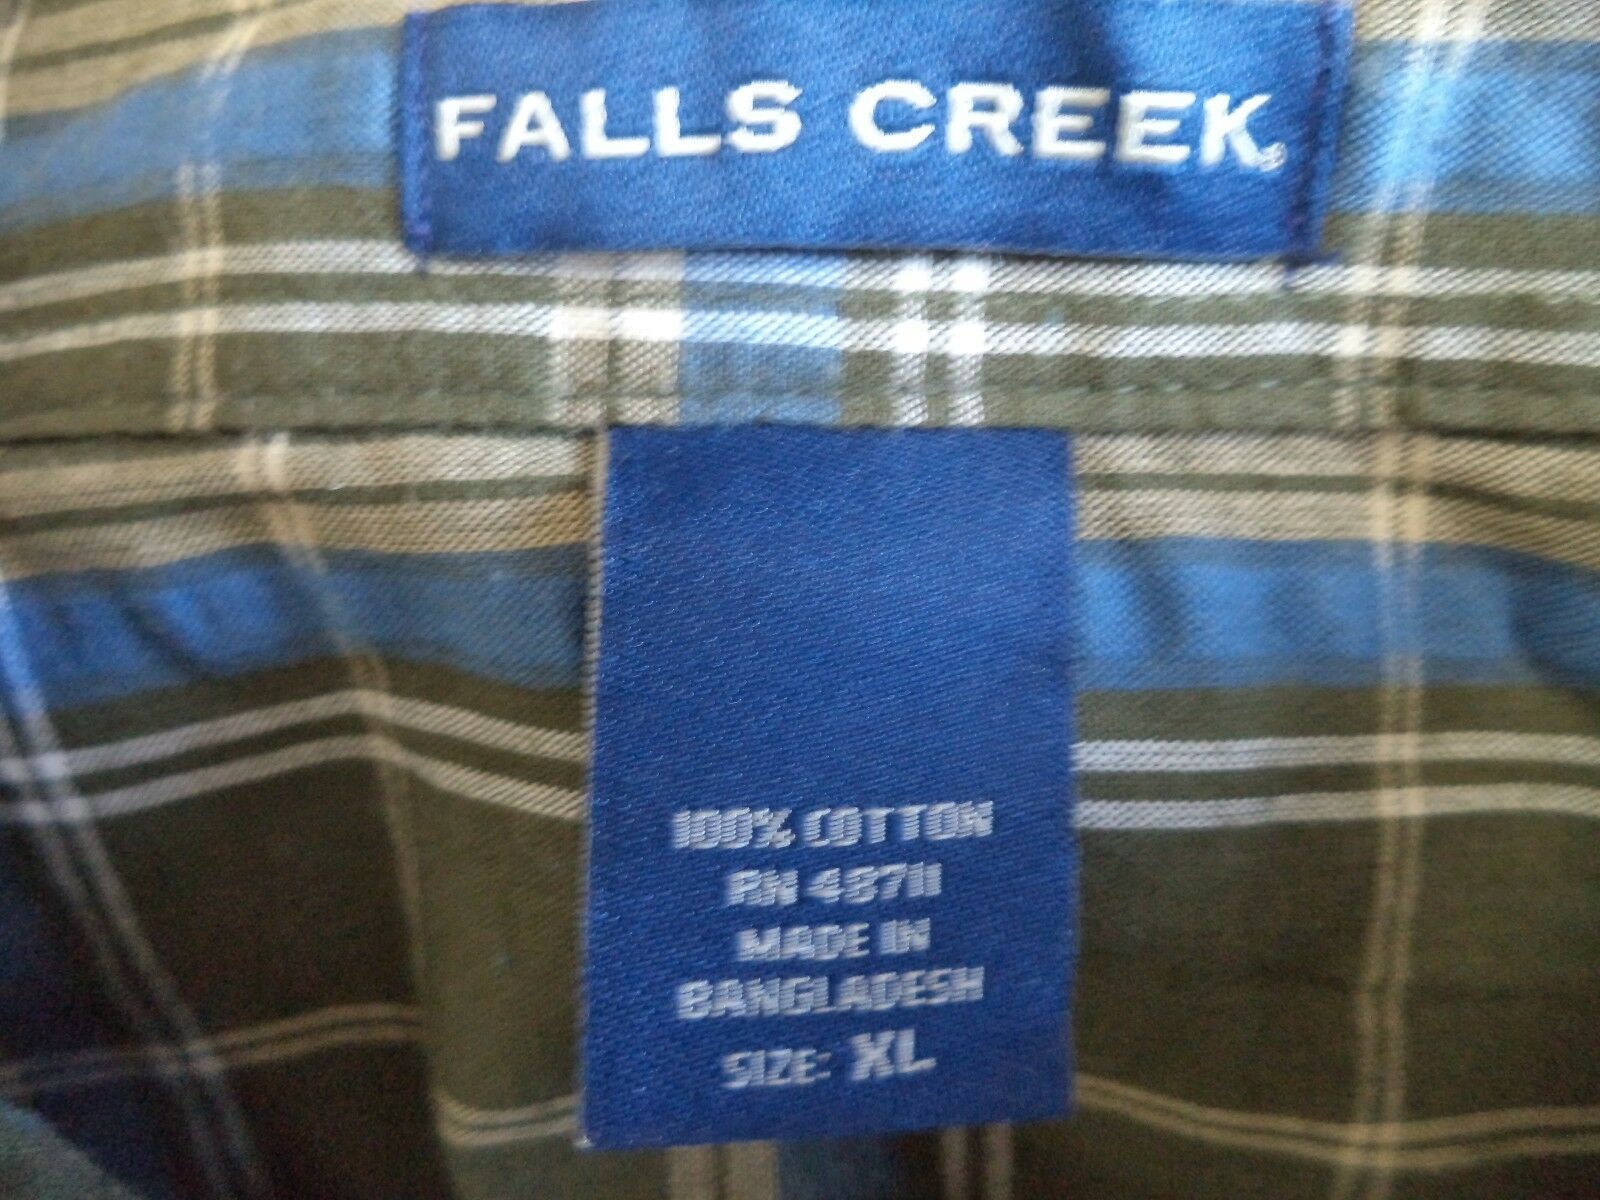 FALLS CREEK
100% COTTON
RN 48711
MADE IN
BANGLADESH
SIZE: XL